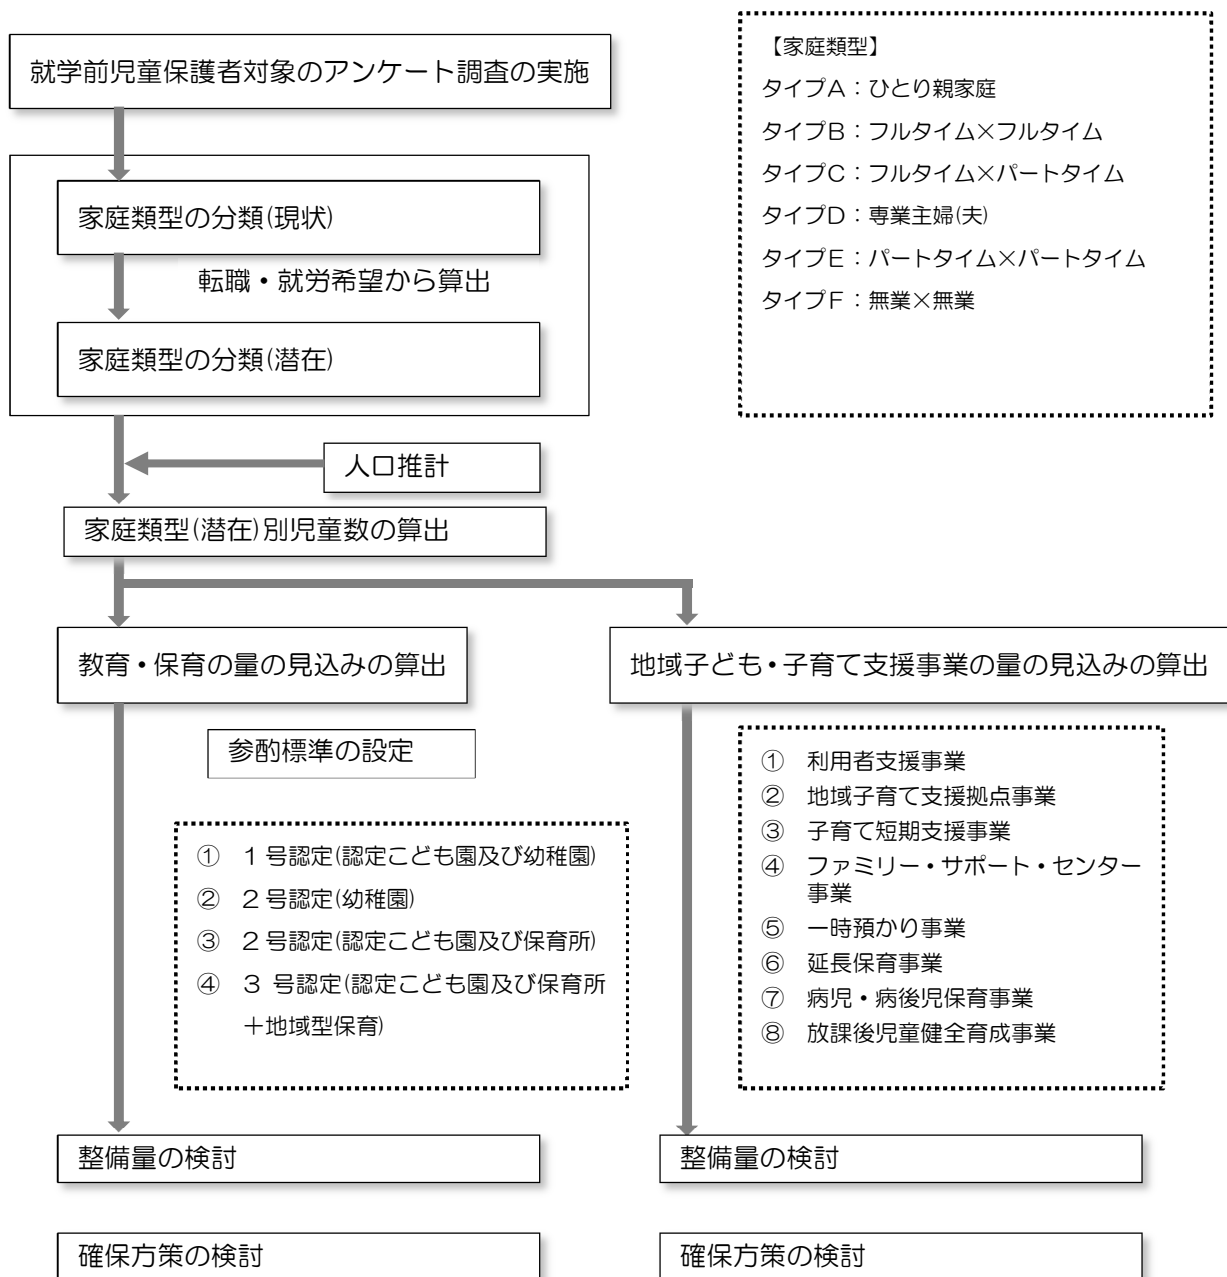 就学前児童保護者対象のアンケート調査の実施
【家庭類型】
タイプA：ひとり親家庭
タイプB：フルタイム×フルタイム
タイプC：フルタイム×パートタイム
タイプD：専業主婦(夫)
タイプE：パートタイム×パートタイム
タイプF：無業×無業
家庭類型の分類(現状)
転職・就労希望から算出
家庭類型の分類(潜在)
人口推計
家庭類型(潜在)別児童数の算出
教育・保育の量の見込みの算出
参酌標準の設定
① 1号認定(認定こども園及び幼稚園)
② 2号認定(幼稚園)
③ 2号認定(認定こども園及び保育所)
④ 3 号認定(認定こども園及び保育所
＋地域型保育)
整備量の検討
確保方策の検討
地域子ども・子育て支援事業の量の見込みの算出
① 利用者支援事業
② 地域子育て支援拠点事業
③ 子育て短期支援事業
④ ファミリー・サポート・センター
事業
⑤ 一時預かり事業
⑥ 延長保育事業
⑦ 病児・病後児保育事業
⑧ 放課後児童健全育成事業
整備量の検討
確保方策の検討